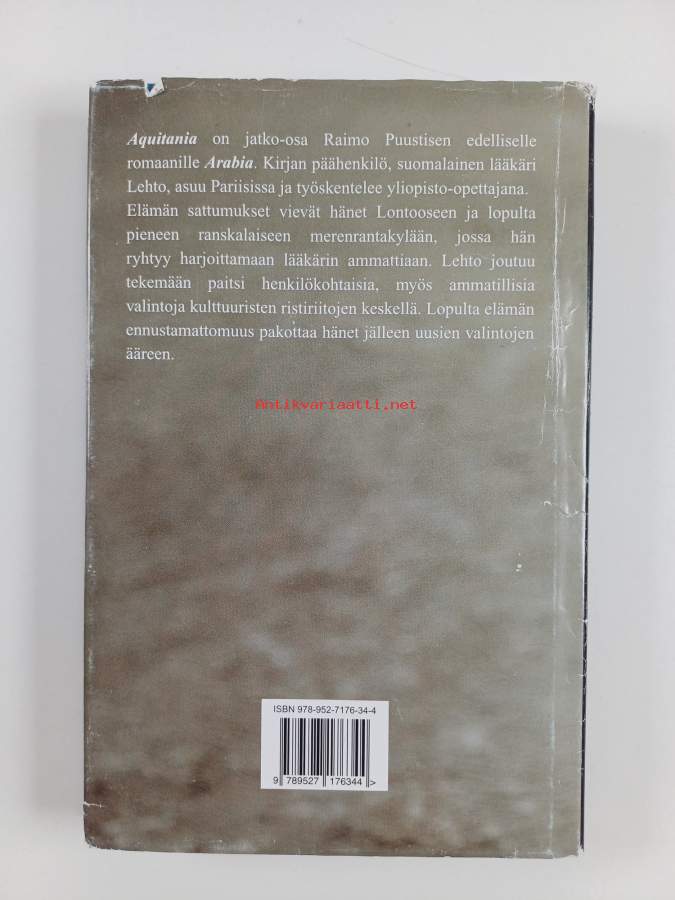 Aquitania on jatko-osa Raimo Puustisen edelliselle
romaanille Arabia. Kirjan päähenkilö, suomalainen lääkäri
Lehto, asuu Pariisissa ja työskentelee yliopisto-opettajana.
Elämän sattumukset vievät hänet Lontooseen ja lopulta
pieneen ranskalaiseen merenrantakylään, jossa hän
ryhtyy harjoittamaan lääkärin ammattiaan. Lehto joutuu
tekemään paitsi henkilökohtaisia, myös ammatillisia
valintoja kulttuuristen ristiriitojen keskellä. Lopulta elämän
ennustamattomuus pakottaa hänet jälleen uusien valintojen
ääreen.
Antikvariaatti.net
ISBN 978-952-7176-34-4
9 789527 176344 >